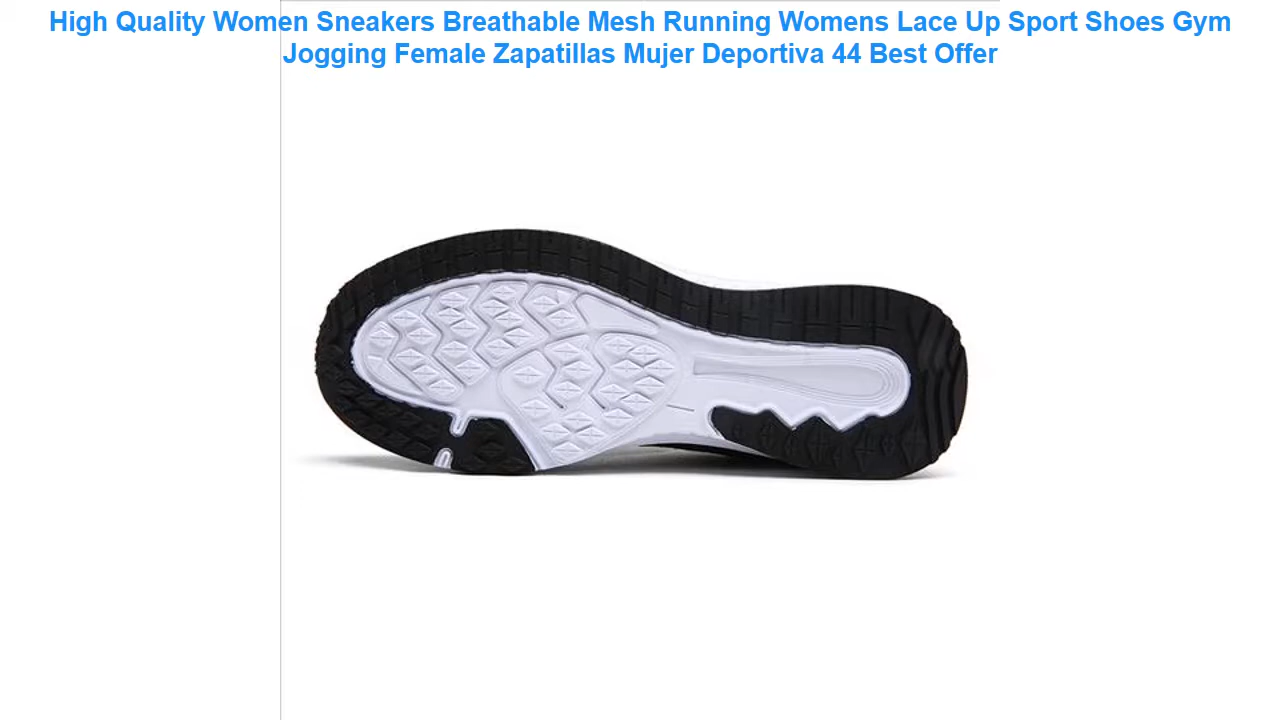 High Quality Women Sneakers Breathable Mesh Running Womens Lace Up Sport Shoes Gym
Jogging Female Zapatillas Mujer Deportiva 44 Best Offer